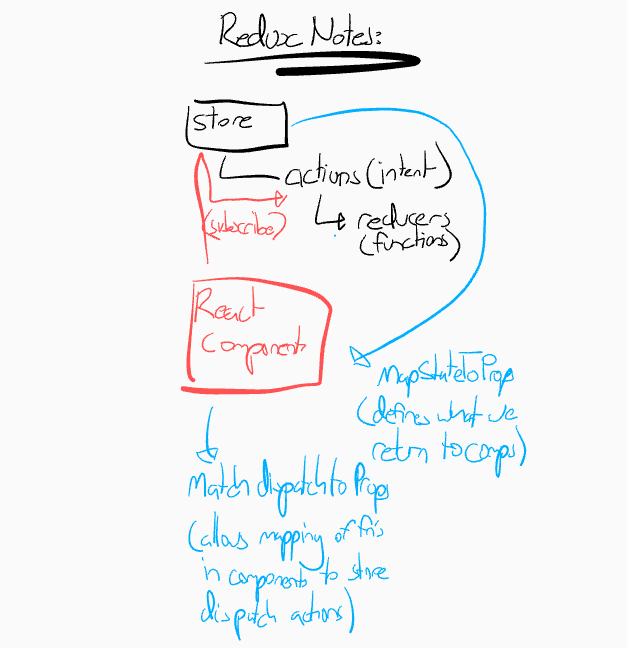 Redux Notes:
store
actions (intent)
(subscribe)
reducers
(functions)
React
Component
MapStateToProp
(defines what we
return to comps)
Match dispatch to Props
(allows mapping of fn's
in components to store
dispatch actions)